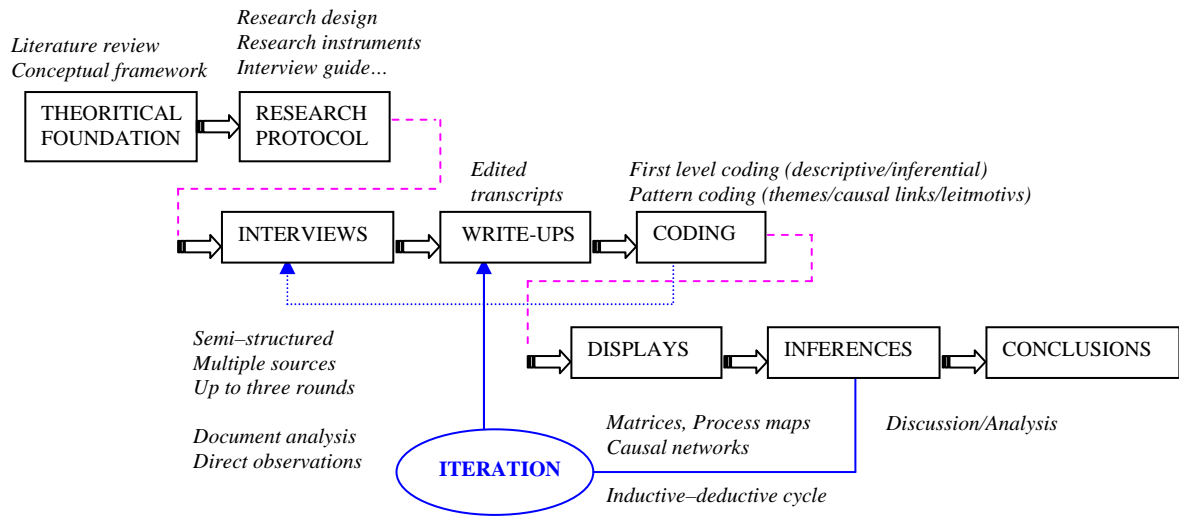 Research design
Research instruments
Interview guide…
Literature review
Conceptual framework
THEORITICAL
FOUNDATION
RESEARCH
PROTOCOL
Edited
transcripts
First level coding (descriptive/inferential)
Pattern coding (themes/causal links/leitmotivs)
INTERVIEWS
WRITE-UPS
CODING
Semi–structured
Multiple sources
Up to three rounds
Document analysis
Direct observations
DISPLAYS
INFERENCES
CONCLUSIONS
Matrices, Process maps
Causal networks
Discussion/Analysis
ITERATION
Inductive–deductive cycle